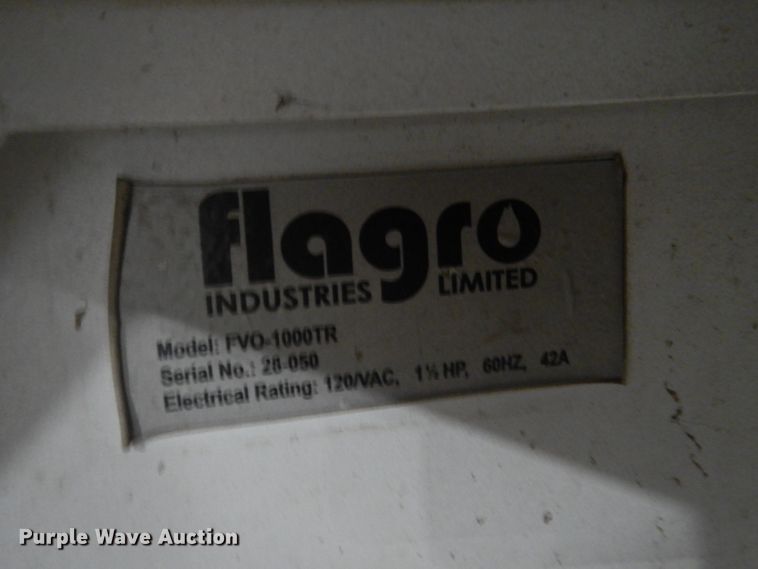 flagro
INDUSTRIES LIMITED
Model: FVO-1000TR
Serial No.: 28-050
Electrical Rating: 120/VAC, 1½ HP, 60HZ, 42A
Purple Wave Auction